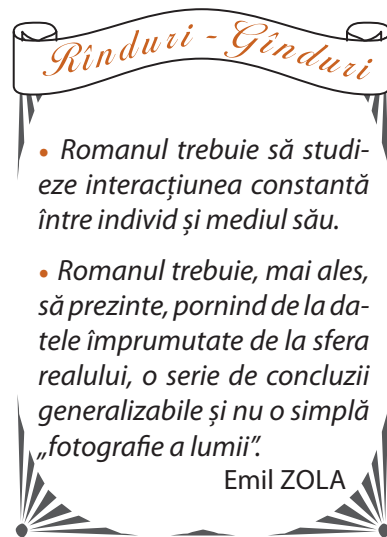 Rînduri - Gînduri
• Romanul trebuie să studi-
eze interacțiunea constantă
între individ și mediul său.
• Romanul trebuie, mai ales,
să prezinte, pornind de la da-
tele împrumutate de la sfera
realului, o serie de concluzii
generalizabile și nu o simplă
„fotografie a lumii”.
Emil ZOLA